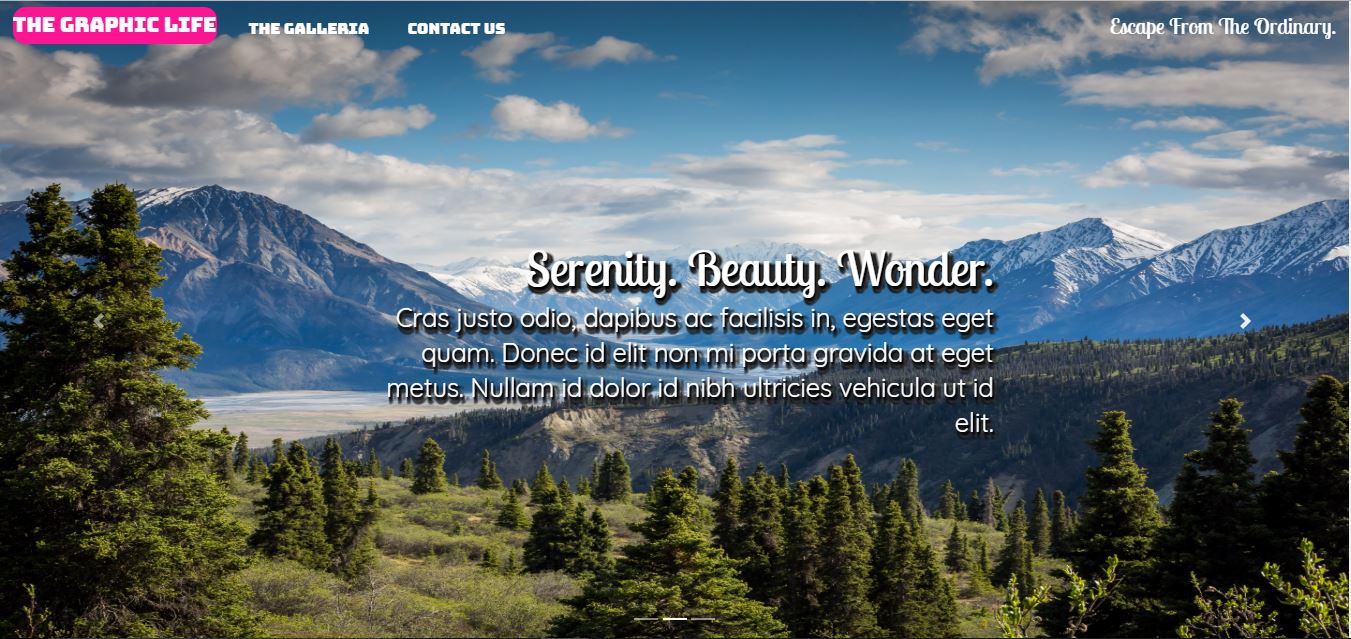 THE GRAPHIC LIFE
THE GALLERIA
CONTACT US
Escape From The Ordinary.
Serenity. Beauty. Wonder.
Cras justo odio, dapibus ac facilisis in, egestas eget
quam. Donec id elit non mi porta gravida at eget
metus. Nullam id dolor id nibh ultricies vehicula ut id
elit.